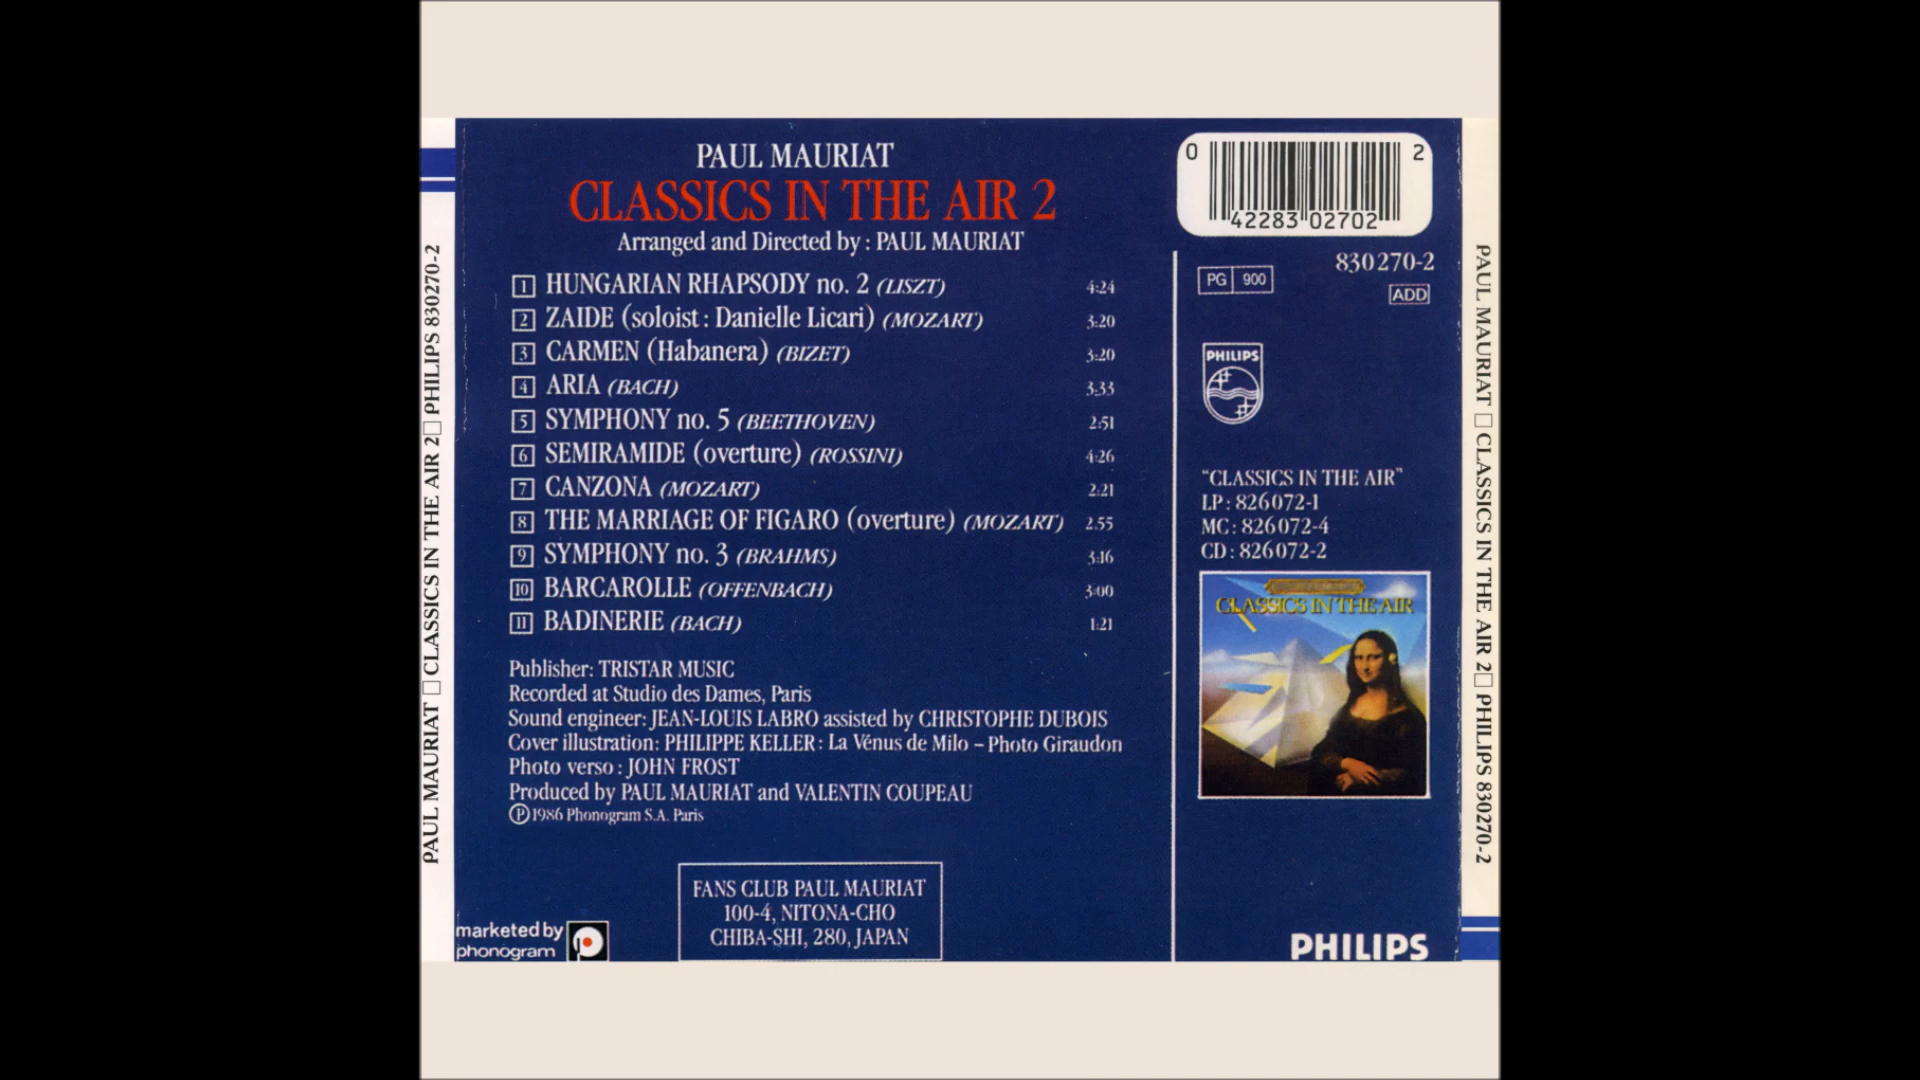 PAUL MAURIAT
CLASSICS IN THE AIR 2
Arranged and Directed by : PAUL MAURIAT
1 HUNGARIAN RHAPSODY no. 2 (LISZT) 4:24
2 ZAIDE (soloist : Danielle Licari) (MOZART) 3:20
3 CARMEN (Habanera) (BIZET) 3:20
4 ARIA (BACH) 3:33
5 SYMPHONY no. 5 (BEETHOVEN) 2:51
6 SEMIRAMIDE (overture) (ROSSINI) 4:26
7 CANZONA (MOZART) 2:21
8 THE MARRIAGE OF FIGARO (overture) (MOZART) 2:55
9 SYMPHONY no. 3 (BRAHMS) 3:16
10 BARCAROLLE (OFFENBACH) 3:00
11 BADINERIE (BACH) 1:21
Publisher: TRISTAR MUSIC
Recorded at Studio des Dames, Paris
Sound engineer: JEAN-LOUIS LABRO assisted by CHRISTOPHE DUBOIS
Cover illustration: PHILIPPE KELLER : La Vénus de Milo – Photo Giraudon
Photo verso : JOHN FROST
Produced by PAUL MAURIAT and VALENTIN COUPEAU
℗ 1986 Phonogram S.A. Paris
FANS CLUB PAUL MAURIAT
100-4, NITONA-CHO
CHIBA-SHI, 280, JAPAN
marketed by
phonogram
0 42283 02702 2
830 270-2
PG 900
ADD
PHILIPS
"CLASSICS IN THE AIR"
LP : 826 072-1
MC : 826 072-4
CD : 826 072-2
CLASSICS IN THE AIR
PHILIPS
PAUL MAURIAT □ CLASSICS IN THE AIR 2 □ PHILIPS 830270-2
PAUL MAURIAT □ CLASSICS IN THE AIR 2 □ PHILIPS 830270-2